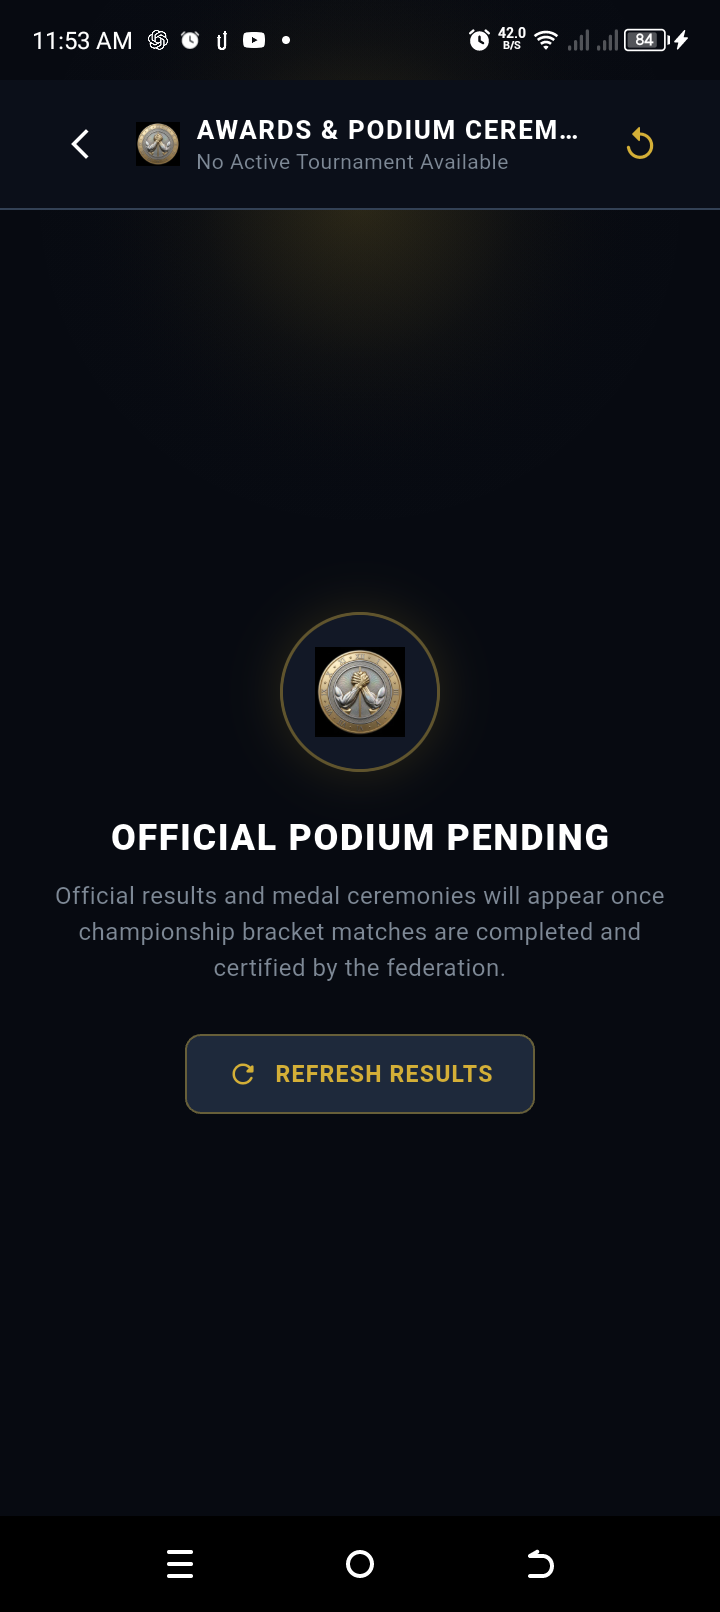 11:53 AM
42.0
B/S
84
AWARDS & PODIUM CEREM...
No Active Tournament Available
OFFICIAL PODIUM PENDING
Official results and medal ceremonies will appear once
championship bracket matches are completed and
certified by the federation.
REFRESH RESULTS